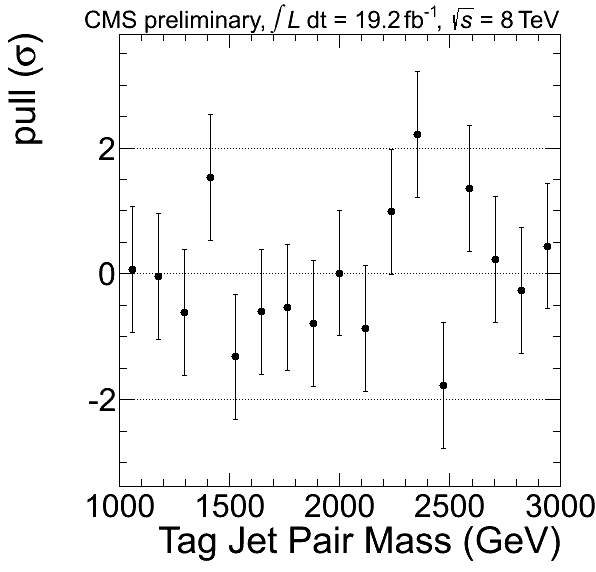 CMS preliminary, ∫ L dt = 19.2 fb⁻¹, √s = 8 TeV
pull (σ)
2
0
-2
1000 1500 2000 2500 3000
Tag Jet Pair Mass (GeV)